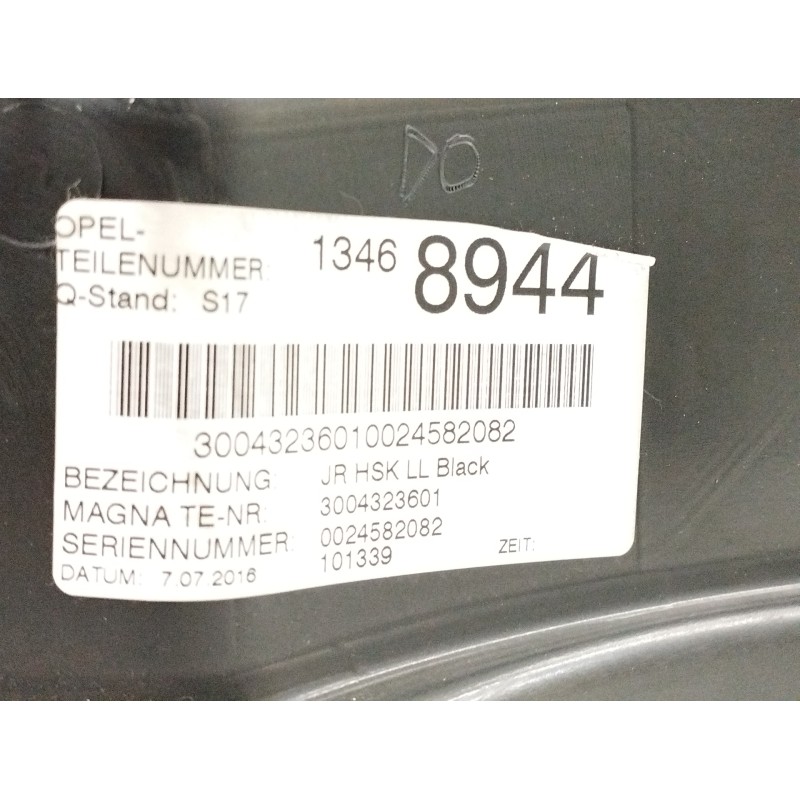 DO
OPEL-
TEILENUMMER: 1346 8944
Q-Stand: S17
30043236010024582082
BEZEICHNUNG: JR HSK LL Black
MAGNA TE-NR: 3004323601
SERIENNUMMER: 0024582082
DATUM: 7.07.2016 101339 ZEIT: